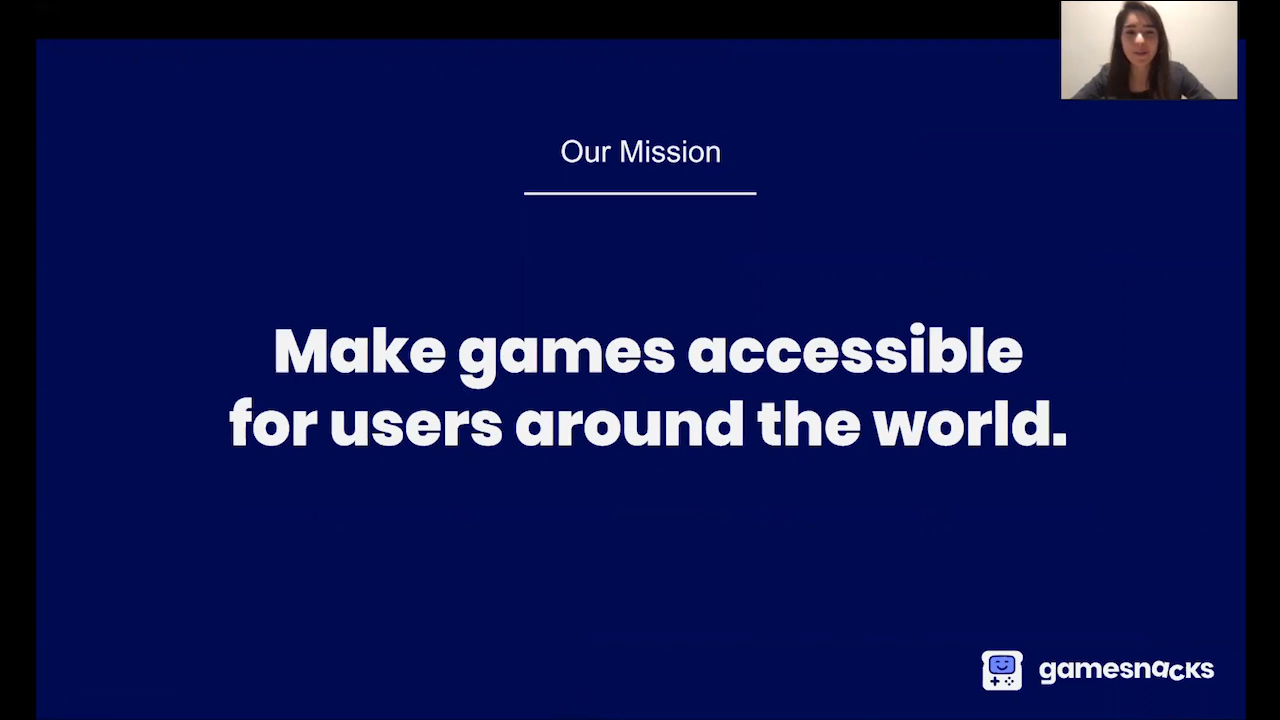 Our Mission
Make games accessible
for users around the world.
gamesnacks